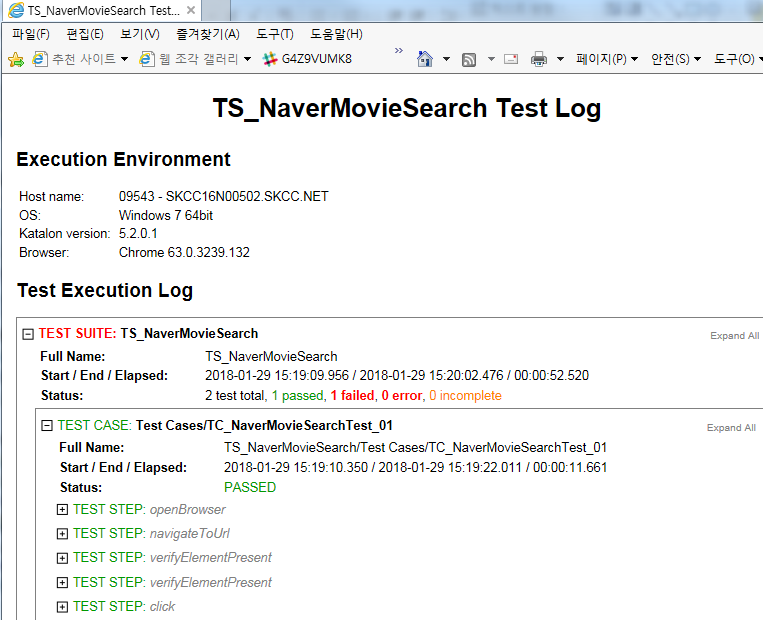 TS_NaverMovieSearch Test...
파일(F) 편집(E) 보기(V) 즐겨찾기(A) 도구(T) 도움말(H)
추천 사이트 웹 조각 갤러리 G4Z9VUMK8 » 페이지(P) 안전(S) 도구(O)
TS_NaverMovieSearch Test Log
Execution Environment
Host name: 09543 - SKCC16N00502.SKCC.NET
OS: Windows 7 64bit
Katalon version: 5.2.0.1
Browser: Chrome 63.0.3239.132
Test Execution Log
TEST SUITE: TS_NaverMovieSearch Expand All
Full Name: TS_NaverMovieSearch
Start / End / Elapsed: 2018-01-29 15:19:09.956 / 2018-01-29 15:20:02.476 / 00:00:52.520
Status: 2 test total, 1 passed, 1 failed, 0 error, 0 incomplete
TEST CASE: Test Cases/TC_NaverMovieSearchTest_01 Expand All
Full Name: TS_NaverMovieSearch/Test Cases/TC_NaverMovieSearchTest_01
Start / End / Elapsed: 2018-01-29 15:19:10.350 / 2018-01-29 15:19:22.011 / 00:00:11.661
Status: PASSED
TEST STEP: openBrowser
TEST STEP: navigateToUrl
TEST STEP: verifyElementPresent
TEST STEP: verifyElementPresent
TEST STEP: click